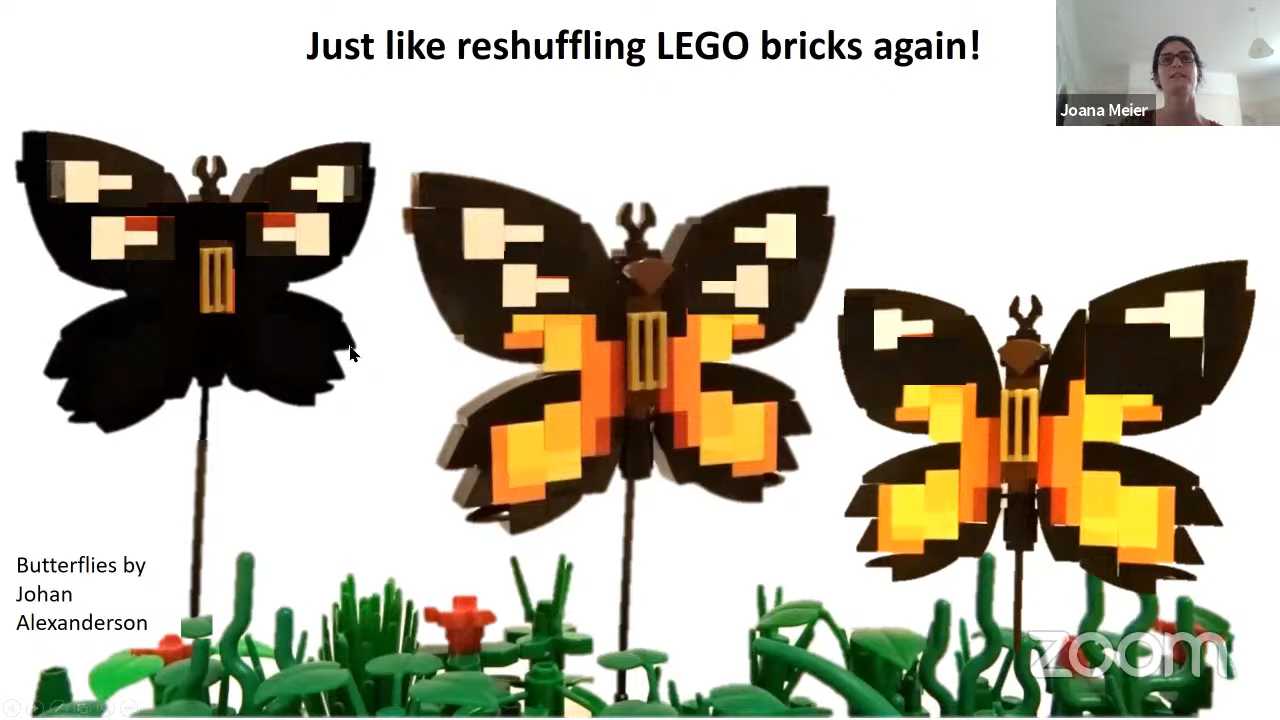 Just like reshuffling LEGO bricks again!
Joana Meier
Butterflies by
Johan
Alexanderson
zoom